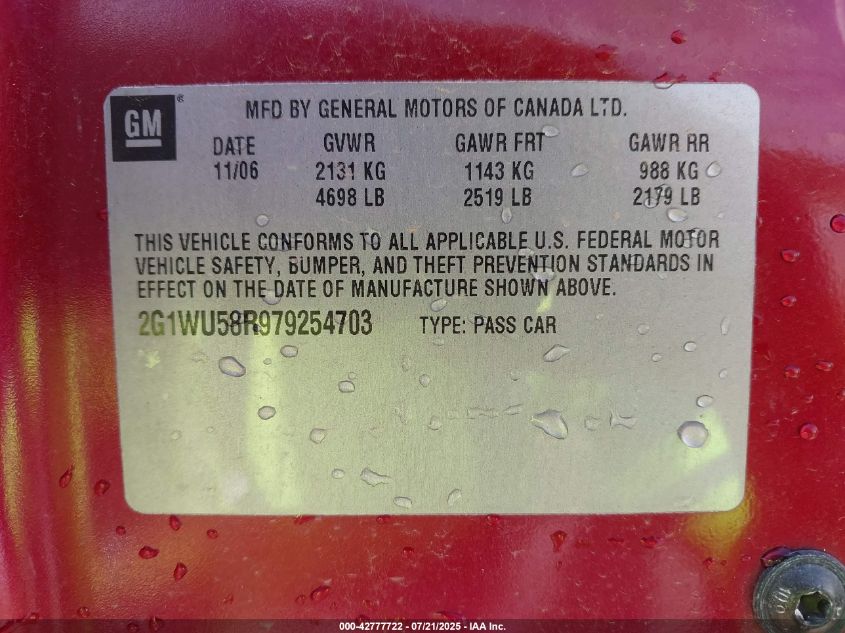 GM ®
MFD BY GENERAL MOTORS OF CANADA LTD.
DATE GVWR GAWR FRT GAWR RR
11/06 2131 KG 1143 KG 988 KG
4698 LB 2519 LB 2179 LB
THIS VEHICLE CONFORMS TO ALL APPLICABLE U.S. FEDERAL MOTOR
VEHICLE SAFETY, BUMPER, AND THEFT PREVENTION STANDARDS IN
EFFECT ON THE DATE OF MANUFACTURE SHOWN ABOVE.
2G1WU58R979254703 TYPE: PASS CAR
000-42777722 / 07/21/2025 - IAA Inc.